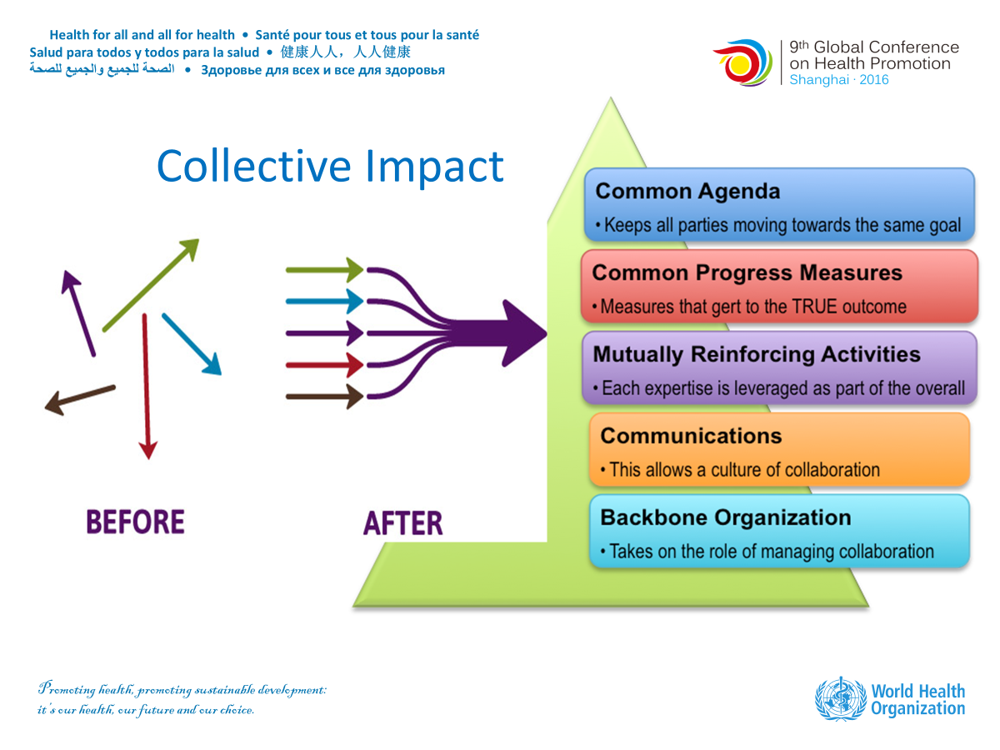 Health for all and all for health • Santé pour tous et tous pour la santé
Salud para todos y todos para la salud • 健康人人，人人健康
الصحة للجميع والجميع للصحة • Здоровье для всех и все для здоровья
9th Global Conference
on Health Promotion
Shanghai · 2016
Collective Impact
Common Agenda
• Keeps all parties moving towards the same goal
Common Progress Measures
• Measures that gert to the TRUE outcome
Mutually Reinforcing Activities
• Each expertise is leveraged as part of the overall
Communications
• This allows a culture of collaboration
Backbone Organization
• Takes on the role of managing collaboration
BEFORE
AFTER
Promoting health, promoting sustainable development:
it's our health, our future and our choice.
World Health
Organization